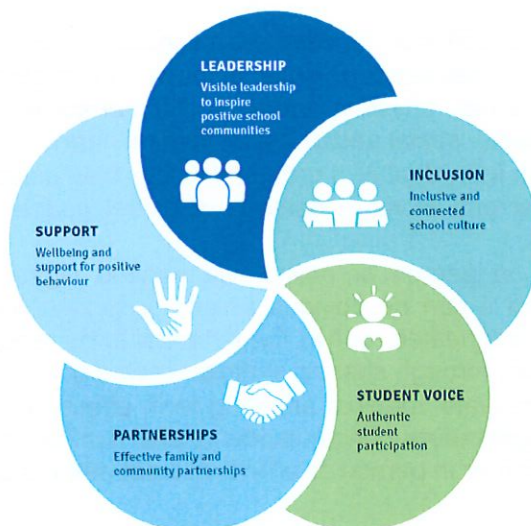 LEADERSHIP
Visible leadership
to inspire
positive school
communities
INCLUSION
Inclusive and
connected
school culture
STUDENT VOICE
Authentic
student
participation
PARTNERSHIPS
Effective family and
community partnerships
SUPPORT
Wellbeing and
support for positive
behaviour